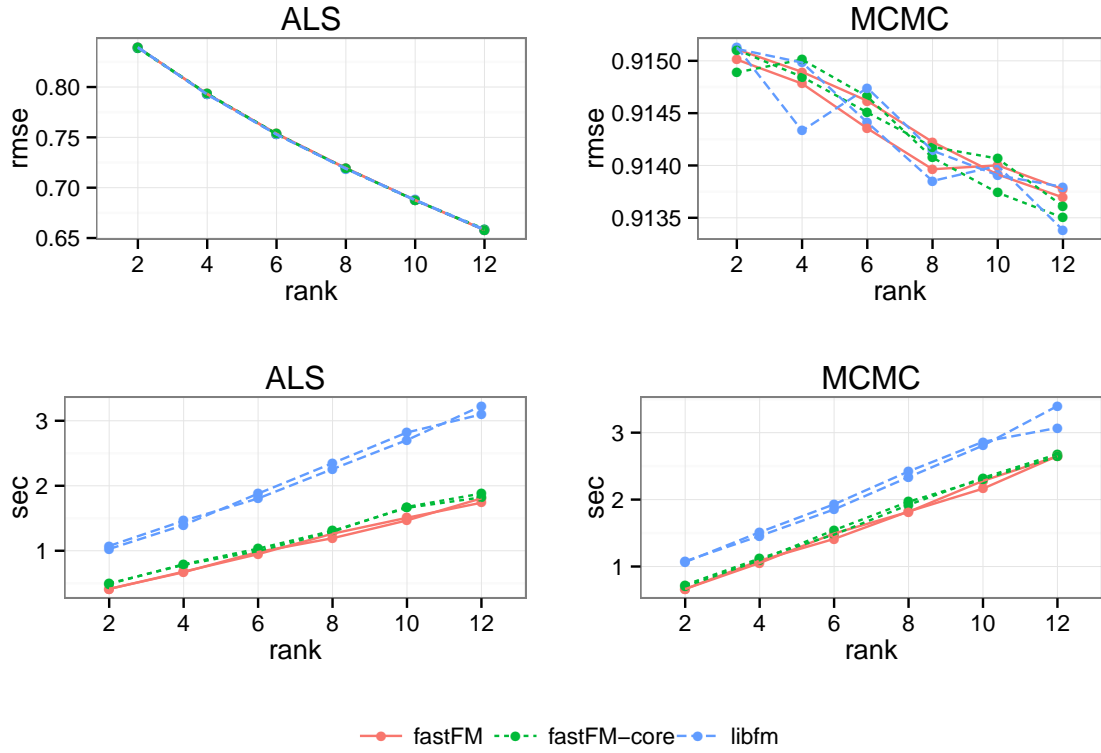 ALS
MCMC
0.80
0.75
0.70
0.65
rmse
2 4 6 8 10 12
rank
0.9150
0.9145
0.9140
0.9135
rmse
2 4 6 8 10 12
rank
ALS
MCMC
3
2
1
sec
2 4 6 8 10 12
rank
3
2
1
sec
2 4 6 8 10 12
rank
fastFM fastFM−core libfm